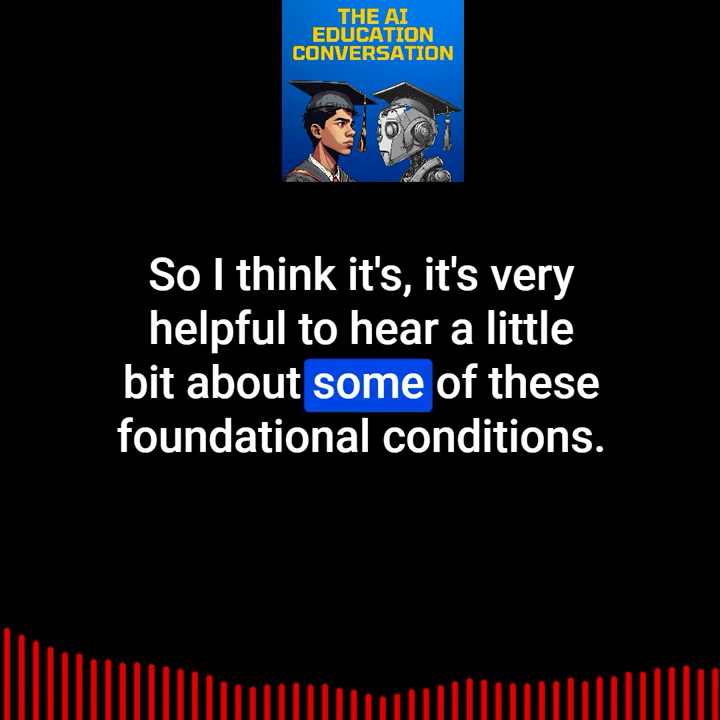 THE AI
EDUCATION
CONVERSATION
So I think it's, it's very
helpful to hear a little
bit about some of these
foundational conditions.